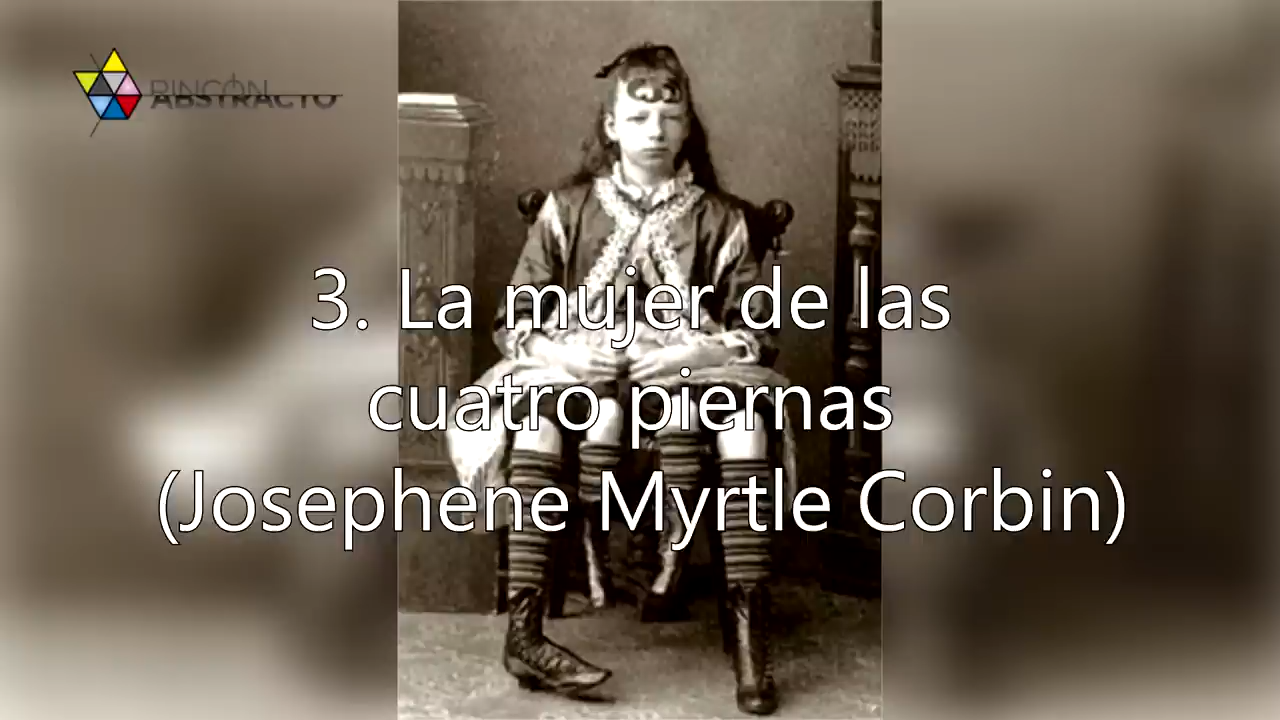 RINCÓN
ABSTRACTO
3. La mujer de las
cuatro piernas
(Josephene Myrtle Corbin)